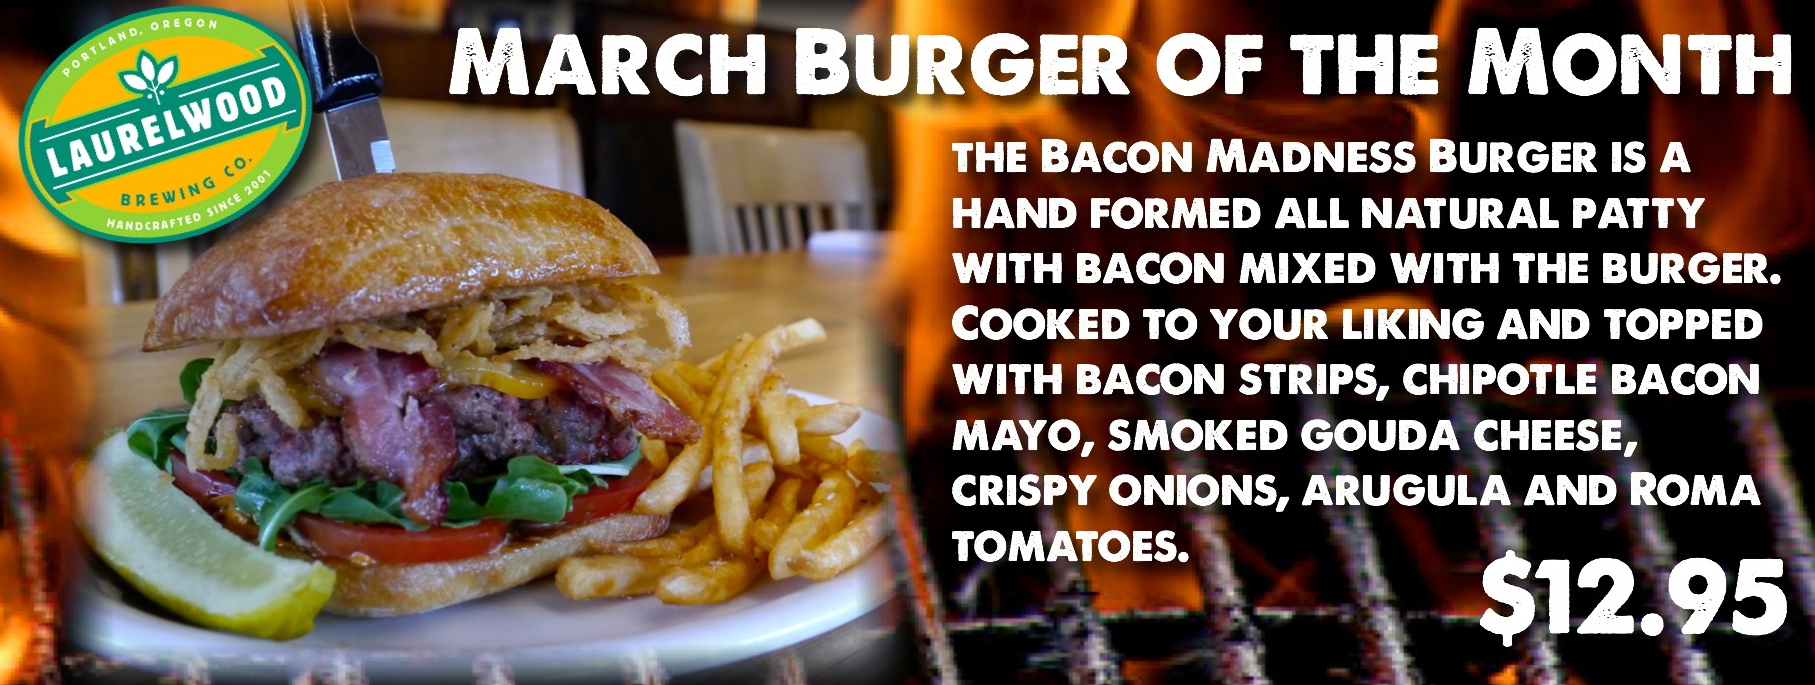 PORTLAND, OREGON
LAURELWOOD
BREWING CO.
HANDCRAFTED SINCE 2001
MARCH BURGER OF THE MONTH
THE BACON MADNESS BURGER IS A
HAND FORMED ALL NATURAL PATTY
WITH BACON MIXED WITH THE BURGER.
COOKED TO YOUR LIKING AND TOPPED
WITH BACON STRIPS, CHIPOTLE BACON
MAYO, SMOKED GOUDA CHEESE,
CRISPY ONIONS, ARUGULA AND ROMA
TOMATOES.
$12.95